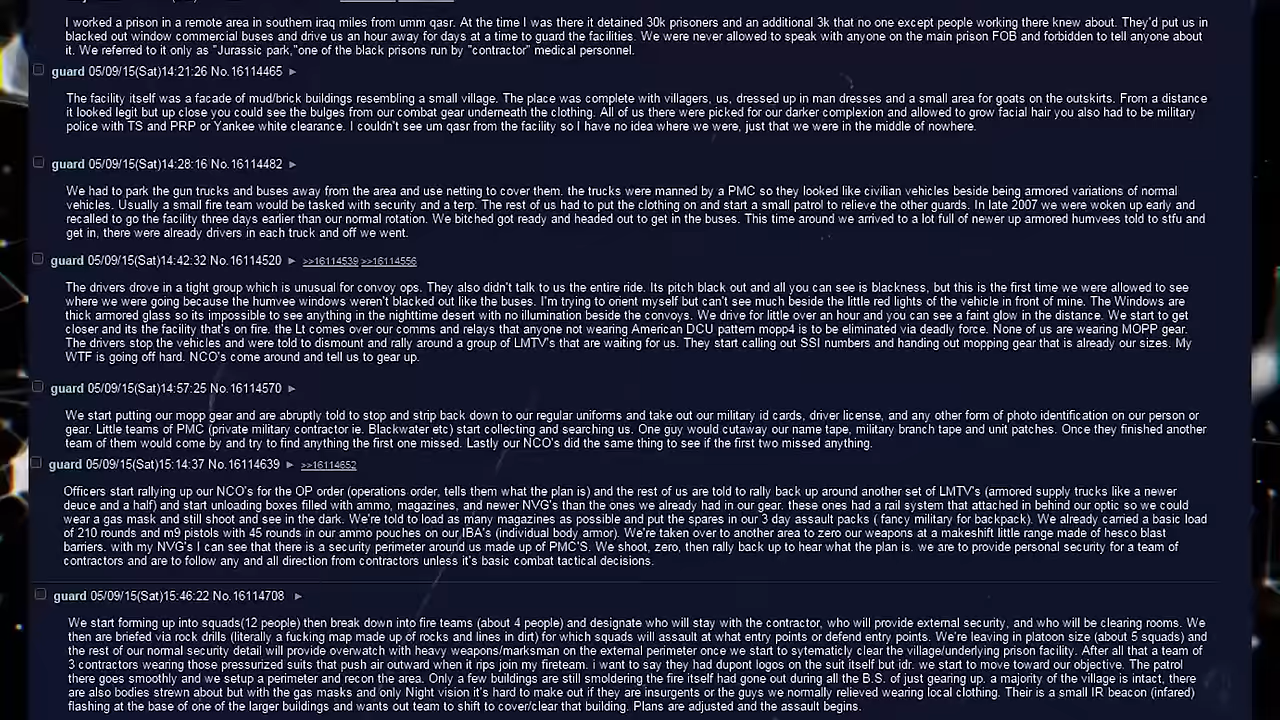 I worked a prison in a remote area in southern iraq miles from umm qasr. At the time I was there it detained 30k prisoners and an additional 3k that no one except people working there knew about. They'd put us in
blacked out window commercial buses and drive us an hour away for days at a time to guard the facilities. We were never allowed to speak with anyone on the main prison FOB and forbidden to tell anyone about
it. We referred to it only as "Jurassic park,"one of the black prisons run by "contractor" medical personnel.
guard 05/09/15(Sat)14:21:26 No.16114465 ►
The facility itself was a facade of mud/brick buildings resembling a small village. The place was complete with villagers, us, dressed up in man dresses and a small area for goats on the outskirts. From a distance
it looked legit but up close you could see the bulges from our combat gear underneath the clothing. All of us there were picked for our darker complexion and allowed to grow facial hair you also had to be military
police with TS and PRP or Yankee white clearance. I couldn't see um qasr from the facility so I have no idea where we were, just that we were in the middle of nowhere.
guard 05/09/15(Sat)14:28:16 No.16114482 ►
We had to park the gun trucks and buses away from the area and use netting to cover them. the trucks were manned by a PMC so they looked like civilian vehicles beside being armored variations of normal
vehicles. Usually a small fire team would be tasked with security and a terp. The rest of us had to put the clothing on and start a small patrol to relieve the other guards. In late 2007 we were woken up early and
recalled to go the facility three days earlier than our normal rotation. We bitched got ready and headed out to get in the buses. This time around we arrived to a lot full of newer up armored humvees told to stfu and
get in, there were already drivers in each truck and off we went.
guard 05/09/15(Sat)14:42:32 No.16114520 ► >>16114539 >>16114556
The drivers drove in a tight group which is unusual for convoy ops. They also didn't talk to us the entire ride. Its pitch black out and all you can see is blackness, but this is the first time we were allowed to see
where we were going because the humvee windows weren't blacked out like the buses. I'm trying to orient myself but can't see much beside the little red lights of the vehicle in front of mine. The Windows are
thick armored glass so its impossible to see anything in the nighttime desert with no illumination beside the convoys. We drive for little over an hour and you can see a faint glow in the distance. We start to get
closer and its the facility that's on fire. the Lt comes over our comms and relays that anyone not wearing American DCU pattern mopp4 is to be eliminated via deadly force. None of us are wearing MOPP gear.
The drivers stop the vehicles and were told to dismount and rally around a group of LMTV's that are waiting for us. They start calling out SSI numbers and handing out mopping gear that is already our sizes. My
WTF is going off hard. NCO's come around and tell us to gear up.
guard 05/09/15(Sat)14:57:25 No.16114570 ►
We start putting our mopp gear and are abruptly told to stop and strip back down to our regular uniforms and take out our military id cards, driver license, and any other form of photo identification on our person or
gear. Little teams of PMC (private military contractor ie. Blackwater etc) start collecting and searching us. One guy would cutaway our name tape, military branch tape and unit patches. Once they finished another
team of them would come by and try to find anything the first one missed. Lastly our NCO's did the same thing to see if the first two missed anything.
guard 05/09/15(Sat)15:14:37 No.16114639 ► >>16114652
Officers start rallying up our NCO's for the OP order (operations order, tells them what the plan is) and the rest of us are told to rally back up around another set of LMTV's (armored supply trucks like a newer
deuce and a half) and start unloading boxes filled with ammo, magazines, and newer NVG's than the ones we already had in our gear. these ones had a rail system that attached in behind our optic so we could
wear a gas mask and still shoot and see in the dark. We're told to load as many magazines as possible and put the spares in our 3 day assault packs ( fancy military for backpack). We already carried a basic load
of 210 rounds and m9 pistols with 45 rounds in our ammo pouches on our IBA's (individual body armor). We're taken over to another area to zero our weapons at a makeshift little range made of hesco blast
barriers. with my NVG's I can see that there is a security perimeter around us made up of PMC'S. We shoot, zero, then rally back up to hear what the plan is. we are to provide personal security for a team of
contractors and are to follow any and all direction from contractors unless it's basic combat tactical decisions.
guard 05/09/15(Sat)15:46:22 No.16114708 ►
We start forming up into squads(12 people) then break down into fire teams (about 4 people) and designate who will stay with the contractor, who will provide external security, and who will be clearing rooms. We
then are briefed via rock drills (literally a fucking map made up of rocks and lines in dirt) for which squads will assault at what entry points or defend entry points. We're leaving in platoon size (about 5 squads) and
the rest of our normal security detail will provide overwatch with heavy weapons/marksman on the external perimeter once we start to sytematicly clear the village/underlying prison facility. After all that a team of
3 contractors wearing those pressurized suits that push air outward when it rips join my fireteam. i want to say they had dupont logos on the suit itself but idr. we start to move toward our objective. The patrol
there goes smoothly and we setup a perimeter and recon the area. Only a few buildings are still smoldering the fire itself had gone out during all the B.S. of just gearing up. a majority of the village is intact, there
are also bodies strewn about but with the gas masks and only Night vision it's hard to make out if they are insurgents or the guys we normally relieved wearing local clothing. Their is a small IR beacon (infared)
flashing at the base of one of the larger buildings and wants out team to shift to cover/clear that building. Plans are adjusted and the assault begins.